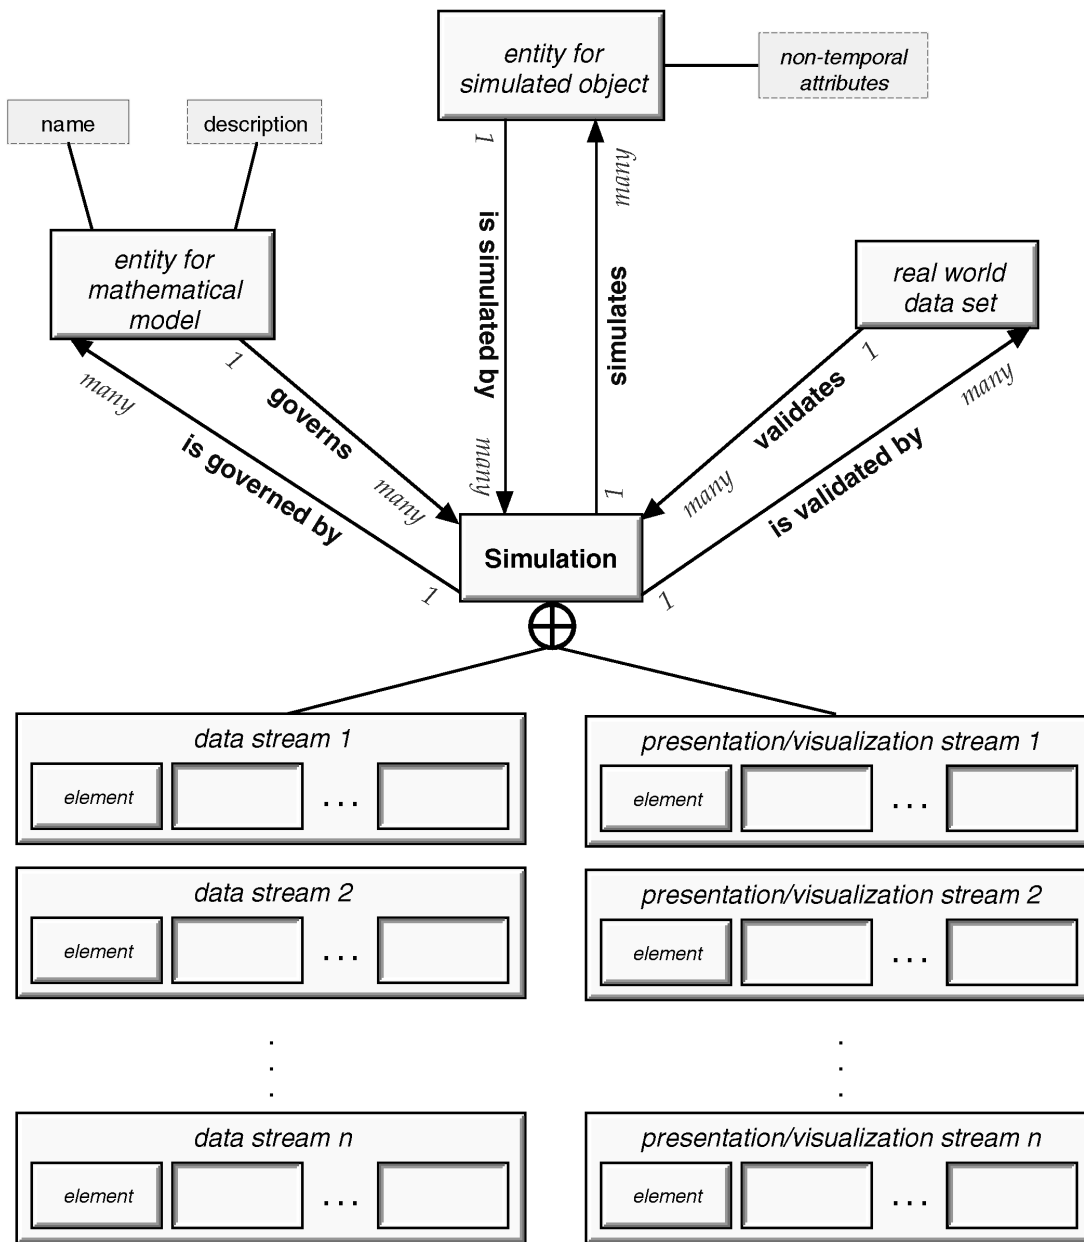 entity for
simulated object
non-temporal
attributes
name
description
1
many
is simulated by
simulates
entity for
mathematical
model
real world
data set
1
many
governs
is governed by
many
1
many
1
validates
many
is validated by
many
1
many
1
Simulation
data stream 1
element
...
presentation/visualization stream 1
element
...
data stream 2
element
...
presentation/visualization stream 2
element
...
.
.
.
.
.
.
data stream n
element
...
presentation/visualization stream n
element
...